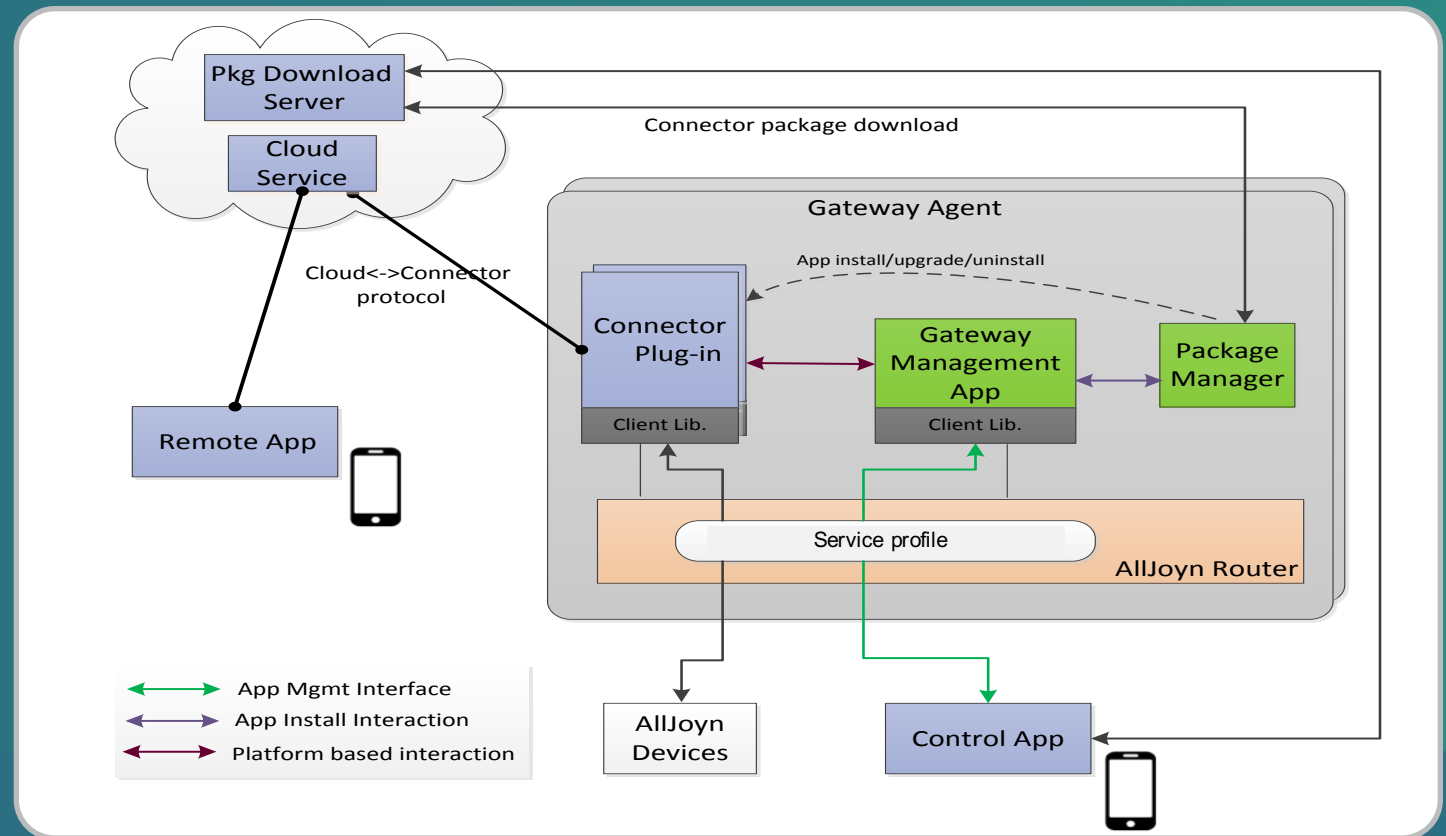 Pkg Download
Server
Connector package download
Cloud
Service
Gateway Agent
App install/upgrade/uninstall
Cloud<->Connector
protocol
Connector
Plug-in
Gateway
Management
App
Package
Manager
Client Lib.
Client Lib.
Remote App
Service profile
AllJoyn Router
App Mgmt Interface
App Install Interaction
Platform based interaction
AllJoyn
Devices
Control App